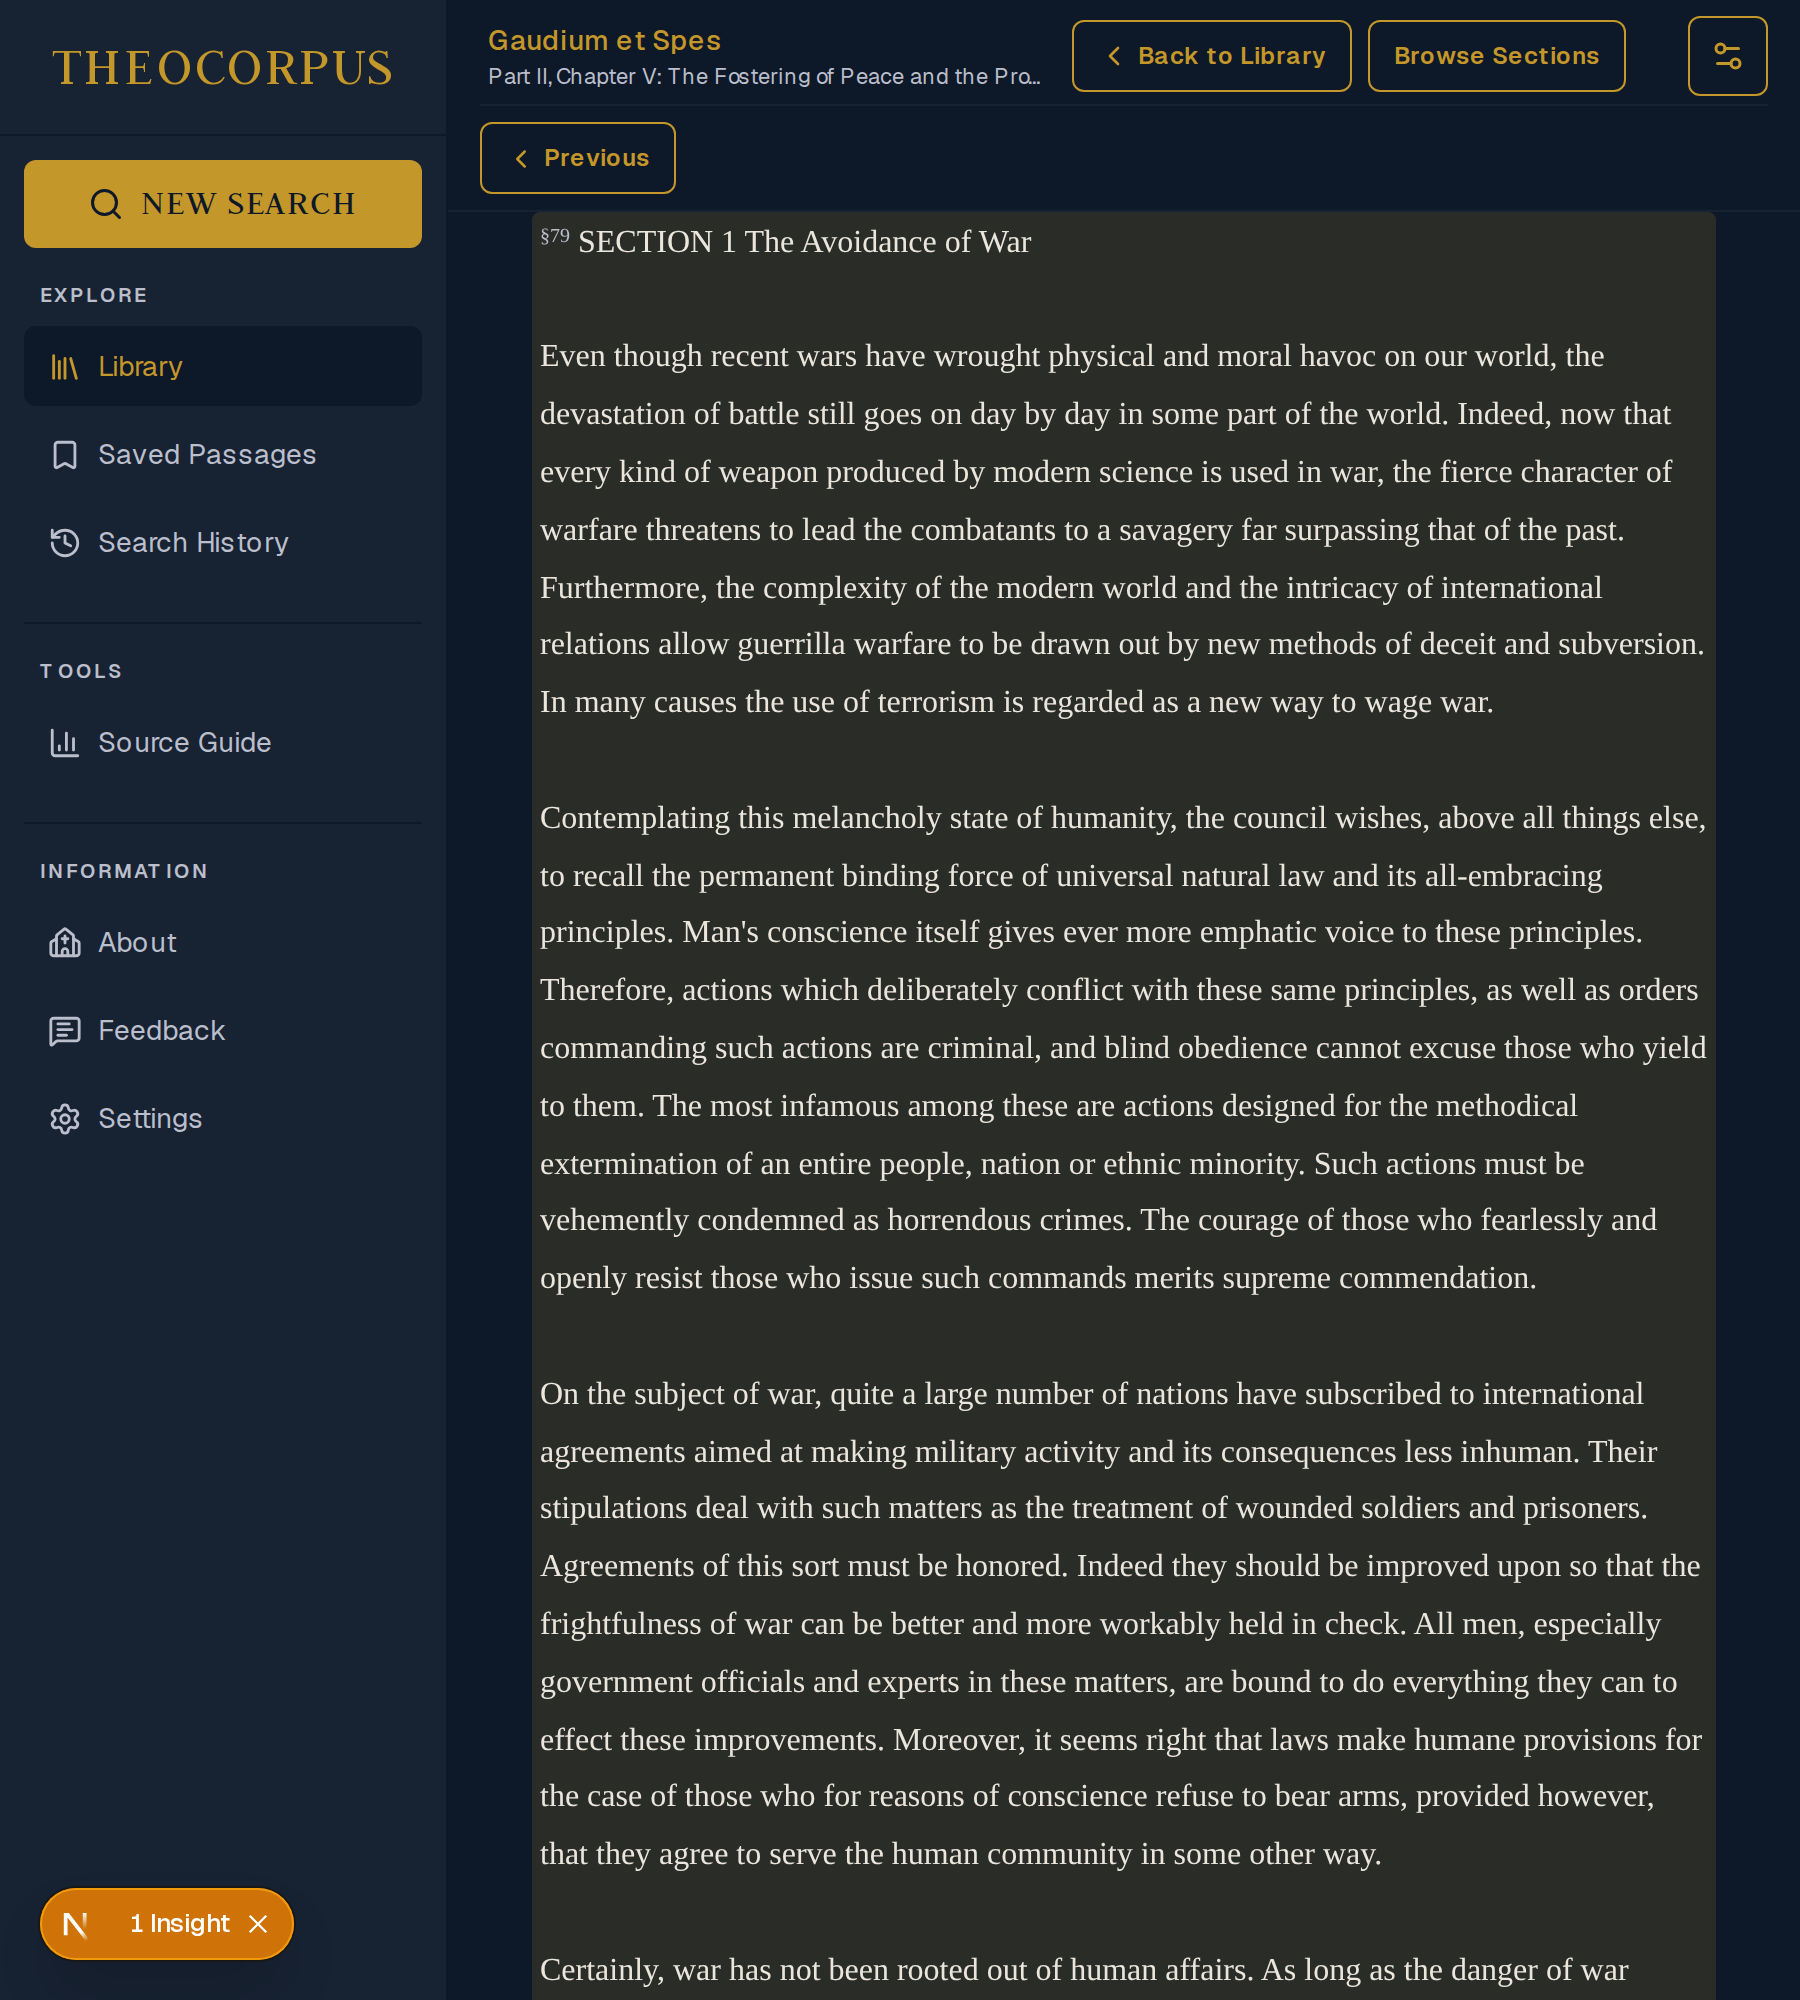 THEOCORPUS
NEW SEARCH
EXPLORE
Library
Saved Passages
Search History
TOOLS
Source Guide
INFORMATION
About
Feedback
Settings
1 Insight
Gaudium et Spes
Part II, Chapter V: The Fostering of Peace and the Pro...
Back to Library
Browse Sections
Previous
§79 SECTION 1 The Avoidance of War
Even though recent wars have wrought physical and moral havoc on our world, the
devastation of battle still goes on day by day in some part of the world. Indeed, now that
every kind of weapon produced by modern science is used in war, the fierce character of
warfare threatens to lead the combatants to a savagery far surpassing that of the past.
Furthermore, the complexity of the modern world and the intricacy of international
relations allow guerrilla warfare to be drawn out by new methods of deceit and subversion.
In many causes the use of terrorism is regarded as a new way to wage war.
Contemplating this melancholy state of humanity, the council wishes, above all things else,
to recall the permanent binding force of universal natural law and its all-embracing
principles. Man's conscience itself gives ever more emphatic voice to these principles.
Therefore, actions which deliberately conflict with these same principles, as well as orders
commanding such actions are criminal, and blind obedience cannot excuse those who yield
to them. The most infamous among these are actions designed for the methodical
extermination of an entire people, nation or ethnic minority. Such actions must be
vehemently condemned as horrendous crimes. The courage of those who fearlessly and
openly resist those who issue such commands merits supreme commendation.
On the subject of war, quite a large number of nations have subscribed to international
agreements aimed at making military activity and its consequences less inhuman. Their
stipulations deal with such matters as the treatment of wounded soldiers and prisoners.
Agreements of this sort must be honored. Indeed they should be improved upon so that the
frightfulness of war can be better and more workably held in check. All men, especially
government officials and experts in these matters, are bound to do everything they can to
effect these improvements. Moreover, it seems right that laws make humane provisions for
the case of those who for reasons of conscience refuse to bear arms, provided however,
that they agree to serve the human community in some other way.
Certainly, war has not been rooted out of human affairs. As long as the danger of war